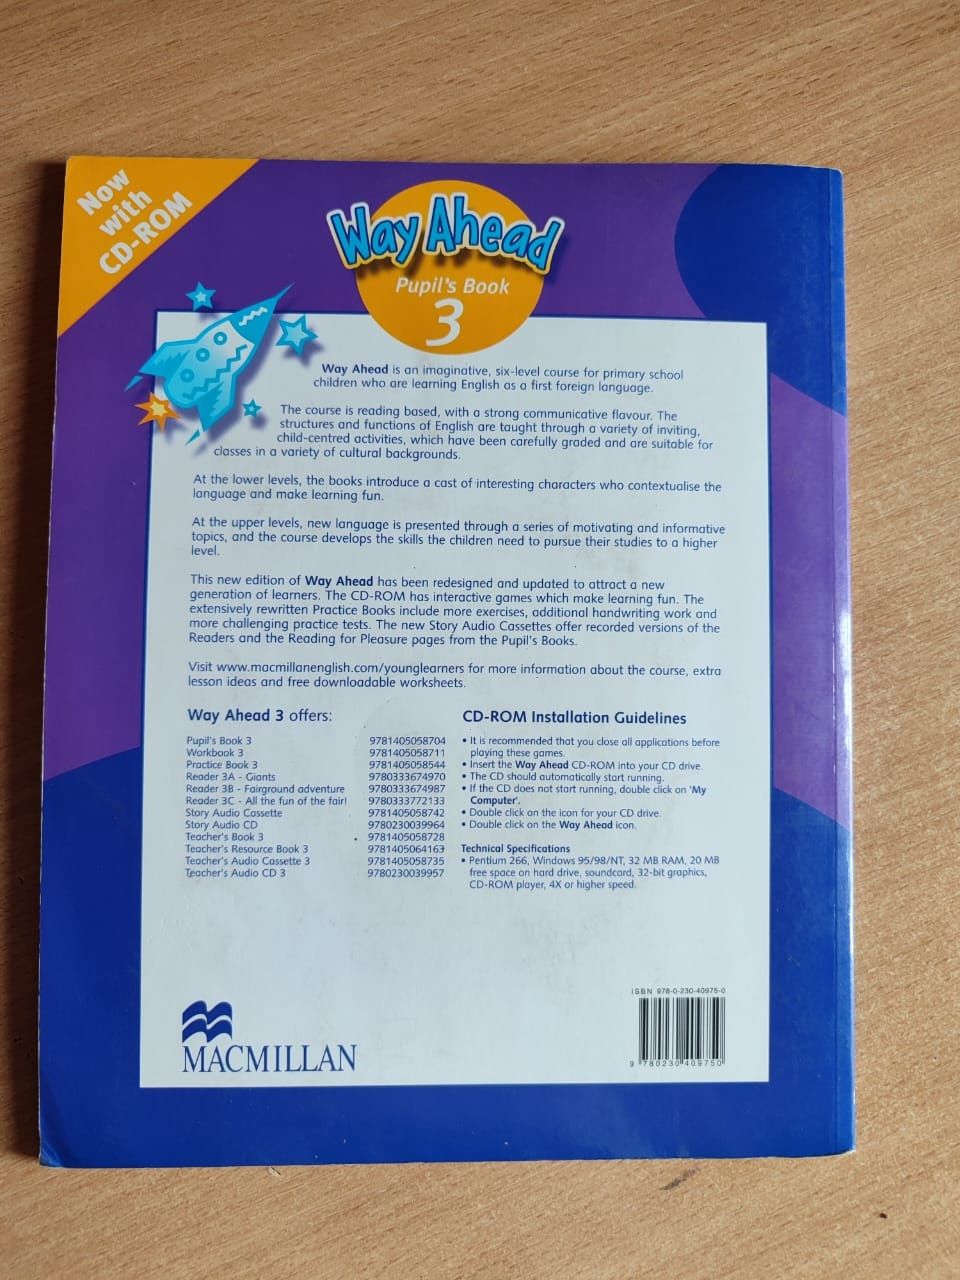 Now
with
CD-ROM
Way Ahead
Pupil's Book
3
Way Ahead is an imaginative, six-level course for primary school
children who are learning English as a first foreign language.
The course is reading based, with a strong communicative flavour. The
structures and functions of English are taught through a variety of inviting,
child-centred activities, which have been carefully graded and are suitable for
classes in a variety of cultural backgrounds.
At the lower levels, the books introduce a cast of interesting characters who contextualise the
language and make learning fun.
At the upper levels, new language is presented through a series of motivating and informative
topics, and the course develops the skills the children need to pursue their studies to a higher
level.
This new edition of Way Ahead has been redesigned and updated to attract a new
generation of learners. The CD-ROM has interactive games which make learning fun. The
extensively rewritten Practice Books include more exercises, additional handwriting work and
more challenging practice tests. The new Story Audio Cassettes offer recorded versions of the
Readers and the Reading for Pleasure pages from the Pupil's Books.
Visit www.macmillanenglish.com/younglearners for more information about the course, extra
lesson ideas and free downloadable worksheets.
Way Ahead 3 offers:
Pupil's Book 3 9781405058704
Workbook 3 9781405058711
Practice Book 3 9781405058544
Reader 3A - Giants 9780333674970
Reader 3B - Fairground adventure 9780333674987
Reader 3C - All the fun of the fair! 9780333772133
Story Audio Cassette 9781405058742
Story Audio CD 9780230039964
Teacher's Book 3 9781405058728
Teacher's Resource Book 3 9781405064163
Teacher's Audio Cassette 3 9781405058735
Teacher's Audio CD 3 9780230039957
CD-ROM Installation Guidelines
• It is recommended that you close all applications before
playing these games.
• Insert the Way Ahead CD-ROM into your CD drive.
• The CD should automatically start running.
• If the CD does not start running, double click on 'My
Computer'.
• Double click on the icon for your CD drive.
• Double click on the Way Ahead icon.
Technical Specifications
• Pentium 266, Windows 95/98/NT, 32 MB RAM, 20 MB
free space on hard drive, soundcard, 32-bit graphics,
CD-ROM player, 4X or higher speed.
MACMILLAN
ISBN 978-0-230-40975-0
9 780230 409750